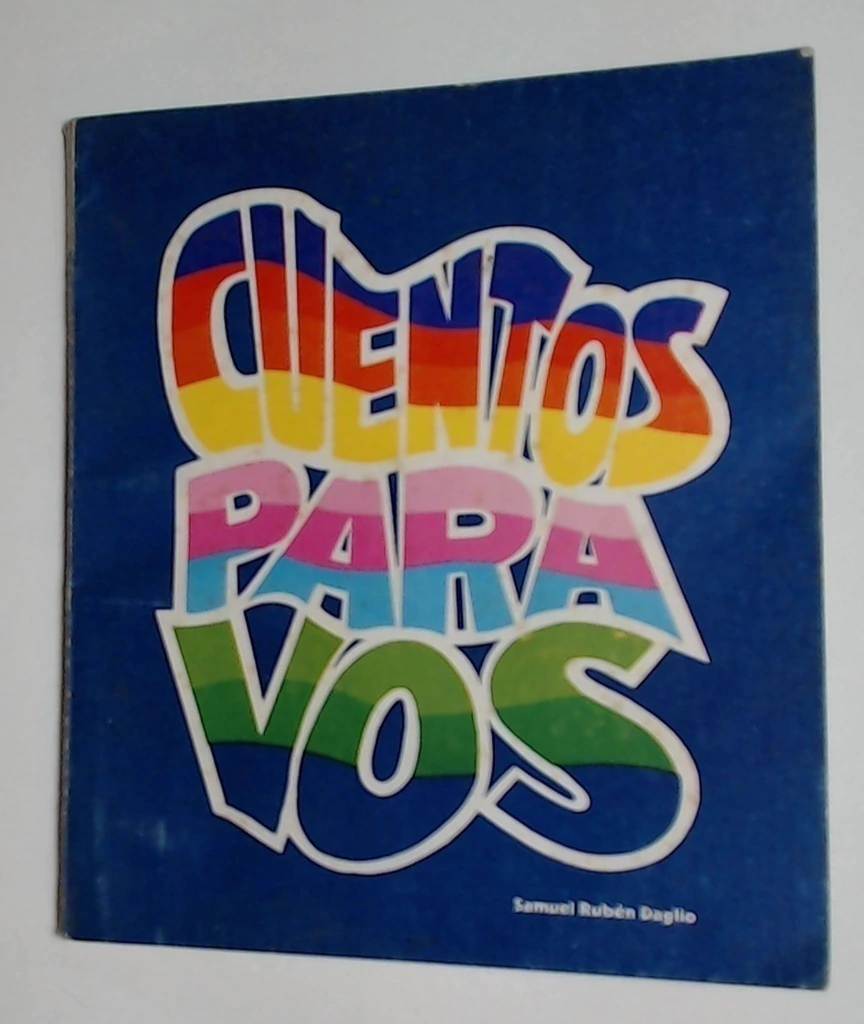 CUENTOS
PARA
VOS
Samuel Rubén Daglio